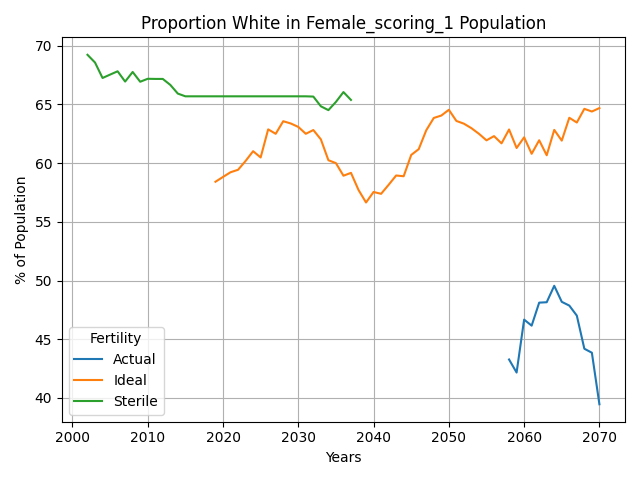 Proportion White in Female_scoring_1 Population
% of Population
70
65
60
55
50
45
40
Fertility
Actual
Ideal
Sterile
2000 2010 2020 2030 2040 2050 2060 2070
Years